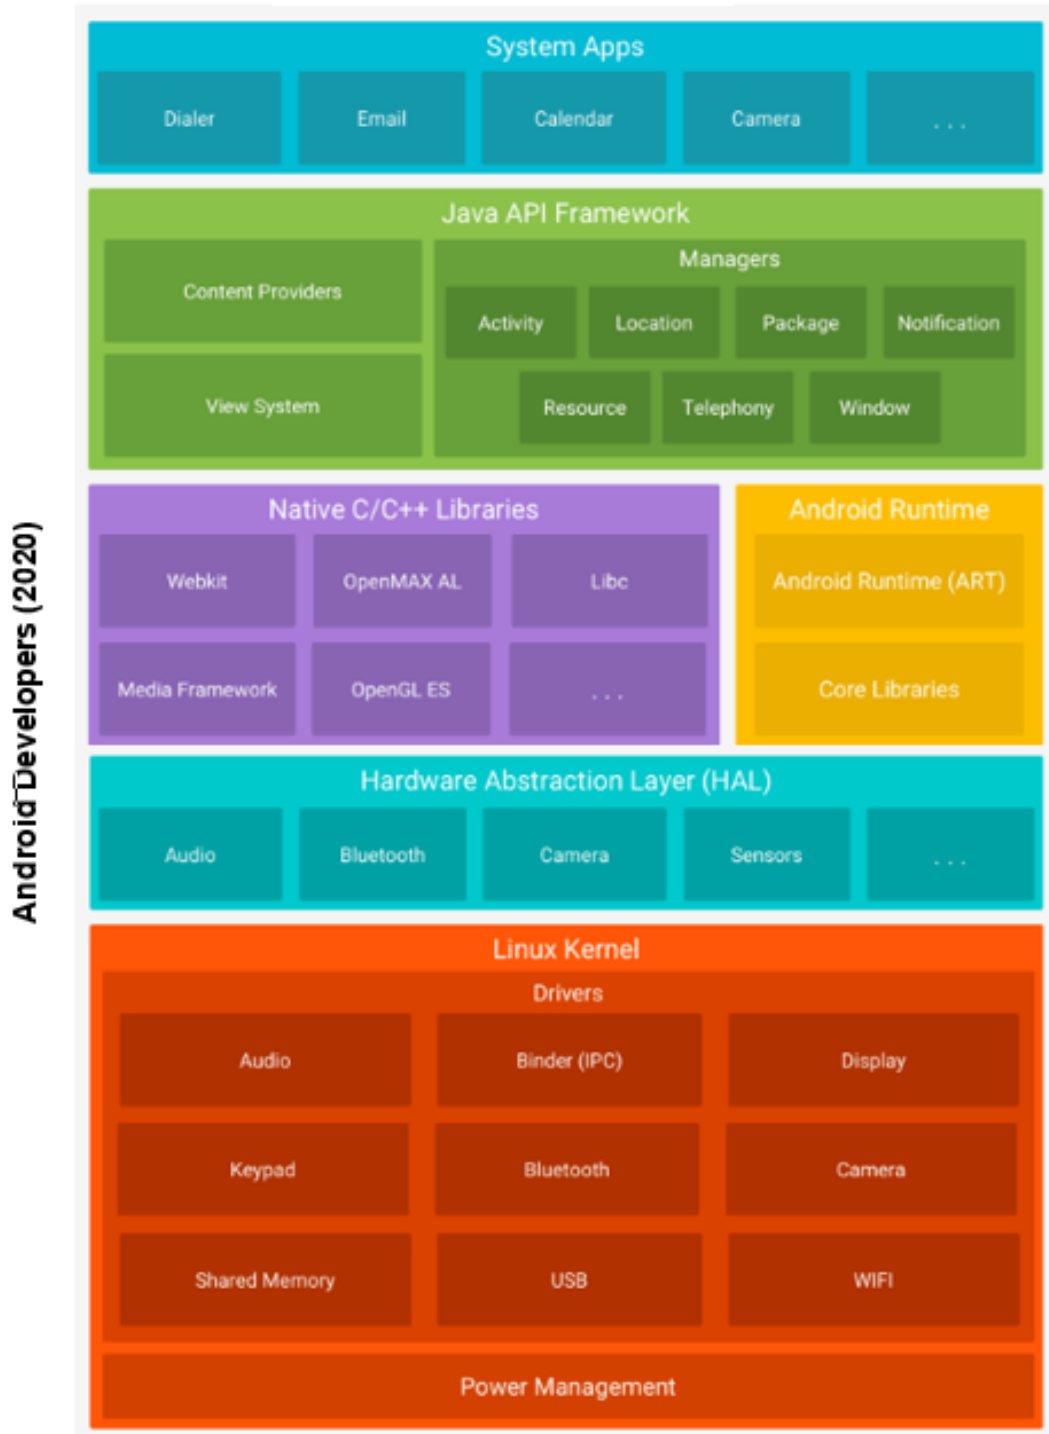 Android Developers (2020)
System Apps
Dialer
Email
Calendar
Camera
. . .
Java API Framework
Content Providers
View System
Managers
Activity
Location
Package
Notification
Resource
Telephony
Window
Native C/C++ Libraries
Webkit
OpenMAX AL
Libc
Media Framework
OpenGL ES
. . .
Android Runtime
Android Runtime (ART)
Core Libraries
Hardware Abstraction Layer (HAL)
Audio
Bluetooth
Camera
Sensors
. . .
Linux Kernel
Drivers
Audio
Binder (IPC)
Display
Keypad
Bluetooth
Camera
Shared Memory
USB
WIFI
Power Management